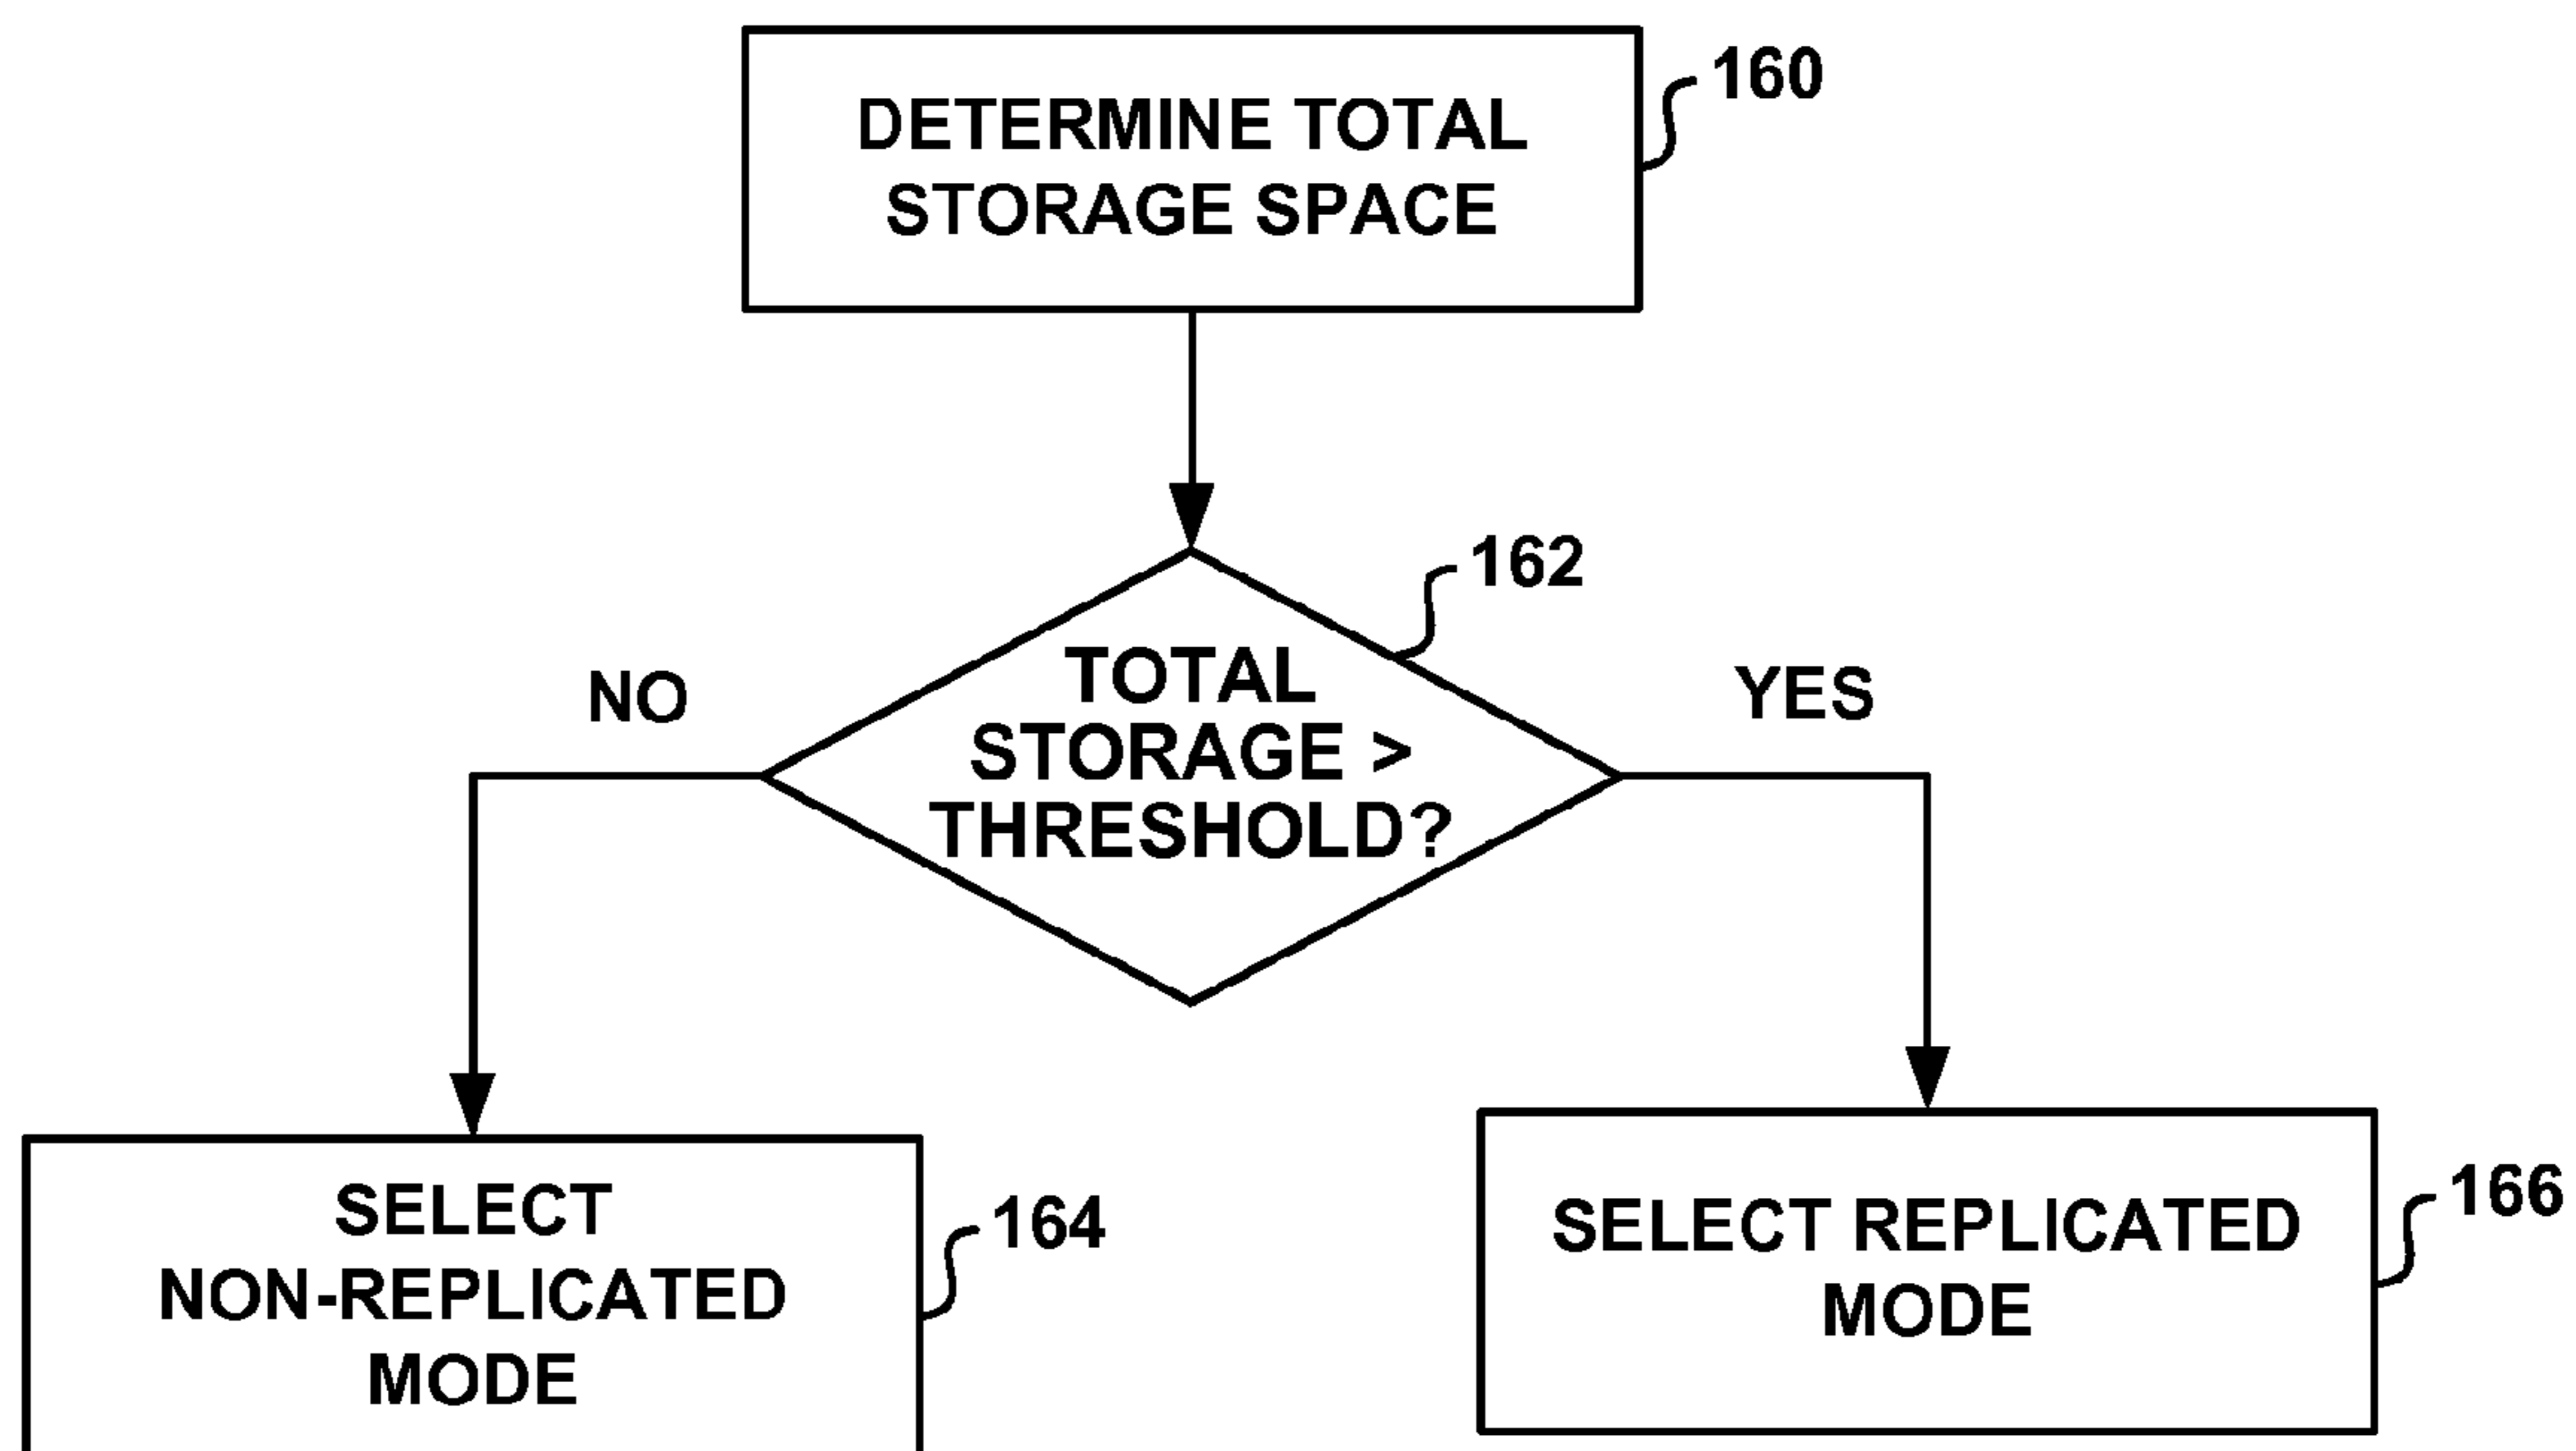 DETERMINE TOTAL
STORAGE SPACE
160
162
TOTAL
STORAGE >
THRESHOLD?
NO
YES
SELECT
NON-REPLICATED
MODE
164
SELECT REPLICATED
MODE
166